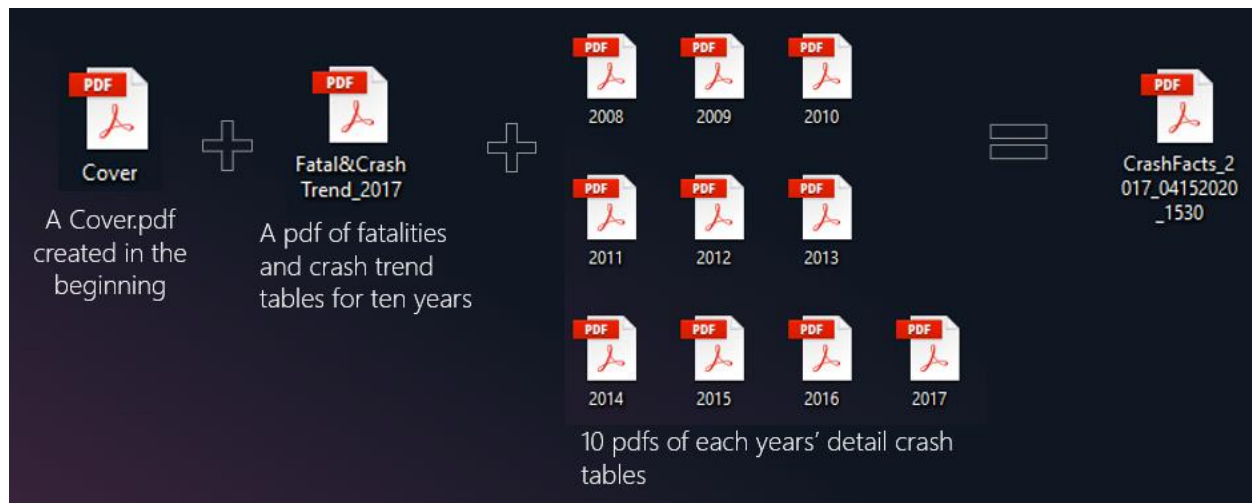 PDF
Cover
A Cover.pdf
created in the
beginning
PDF
Fatal&Crash
Trend_2017
A pdf of fatalities
and crash trend
tables for ten years
PDF
2008
PDF
2009
PDF
2010
PDF
2011
PDF
2012
PDF
2013
PDF
2014
PDF
2015
PDF
2016
PDF
2017
10 pdfs of each years' detail crash
tables
PDF
CrashFacts_2
017_04152020
_1530